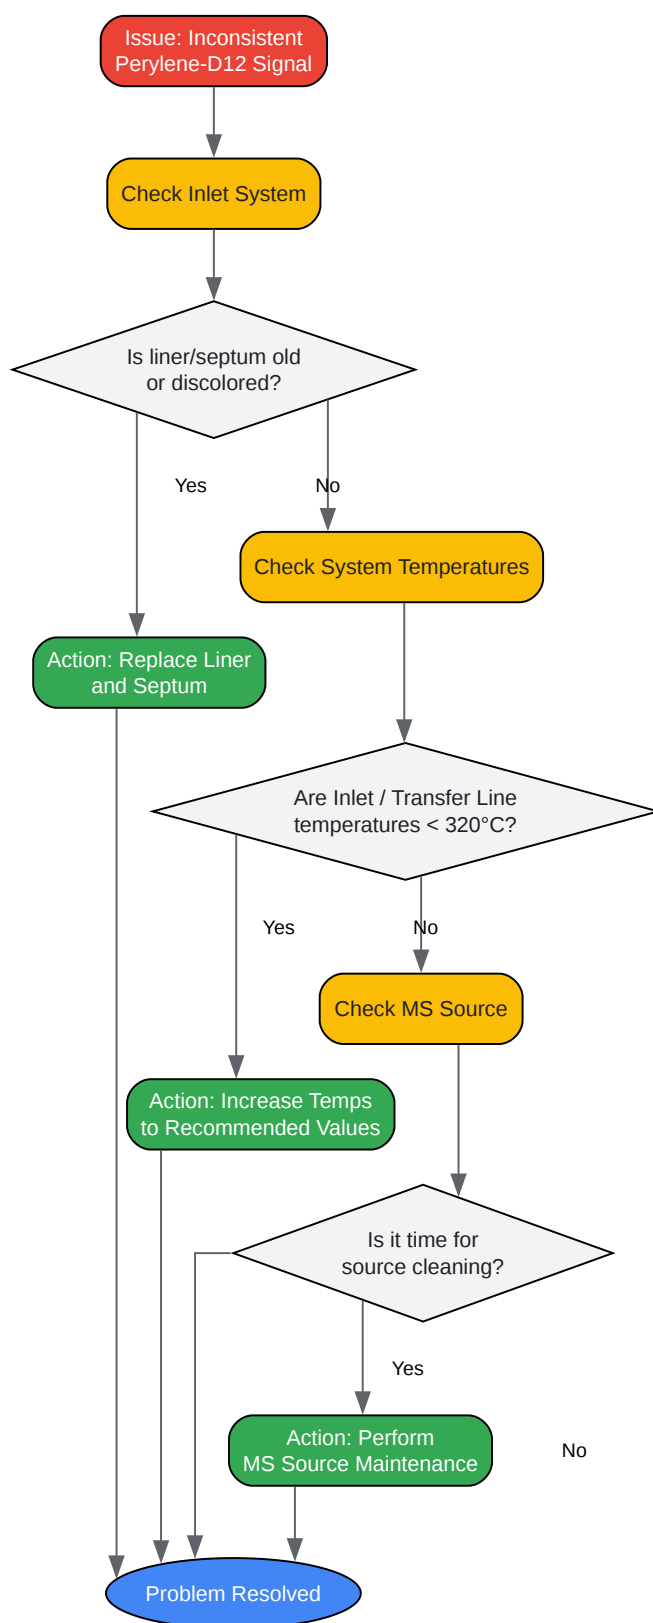 Issue: Inconsistent
Perylene-D12 Signal
Check Inlet System
Is liner/septum old
or discolored?
Yes
No
Check System Temperatures
Action: Replace Liner
and Septum
Are Inlet / Transfer Line
temperatures < 320°C?
Yes
No
Check MS Source
Action: Increase Temps
to Recommended Values
Is it time for
source cleaning?
Yes
Action: Perform
MS Source Maintenance
No
Problem Resolved